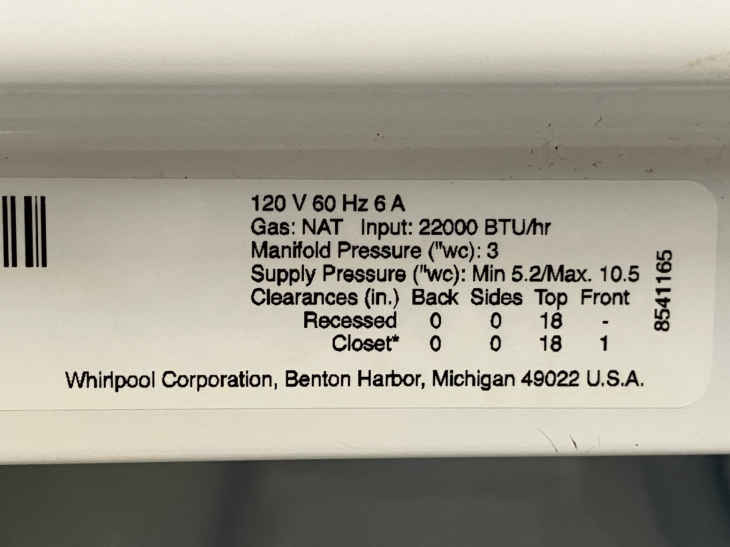 120 V 60 Hz 6 A
Gas: NAT Input: 22000 BTU/hr
Manifold Pressure ("wc): 3
Supply Pressure ("wc): Min 5.2/Max. 10.5
Clearances (in.) Back Sides Top Front
Recessed 0 0 18 -
Closet* 0 0 18 1
8541165
Whirlpool Corporation, Benton Harbor, Michigan 49022 U.S.A.